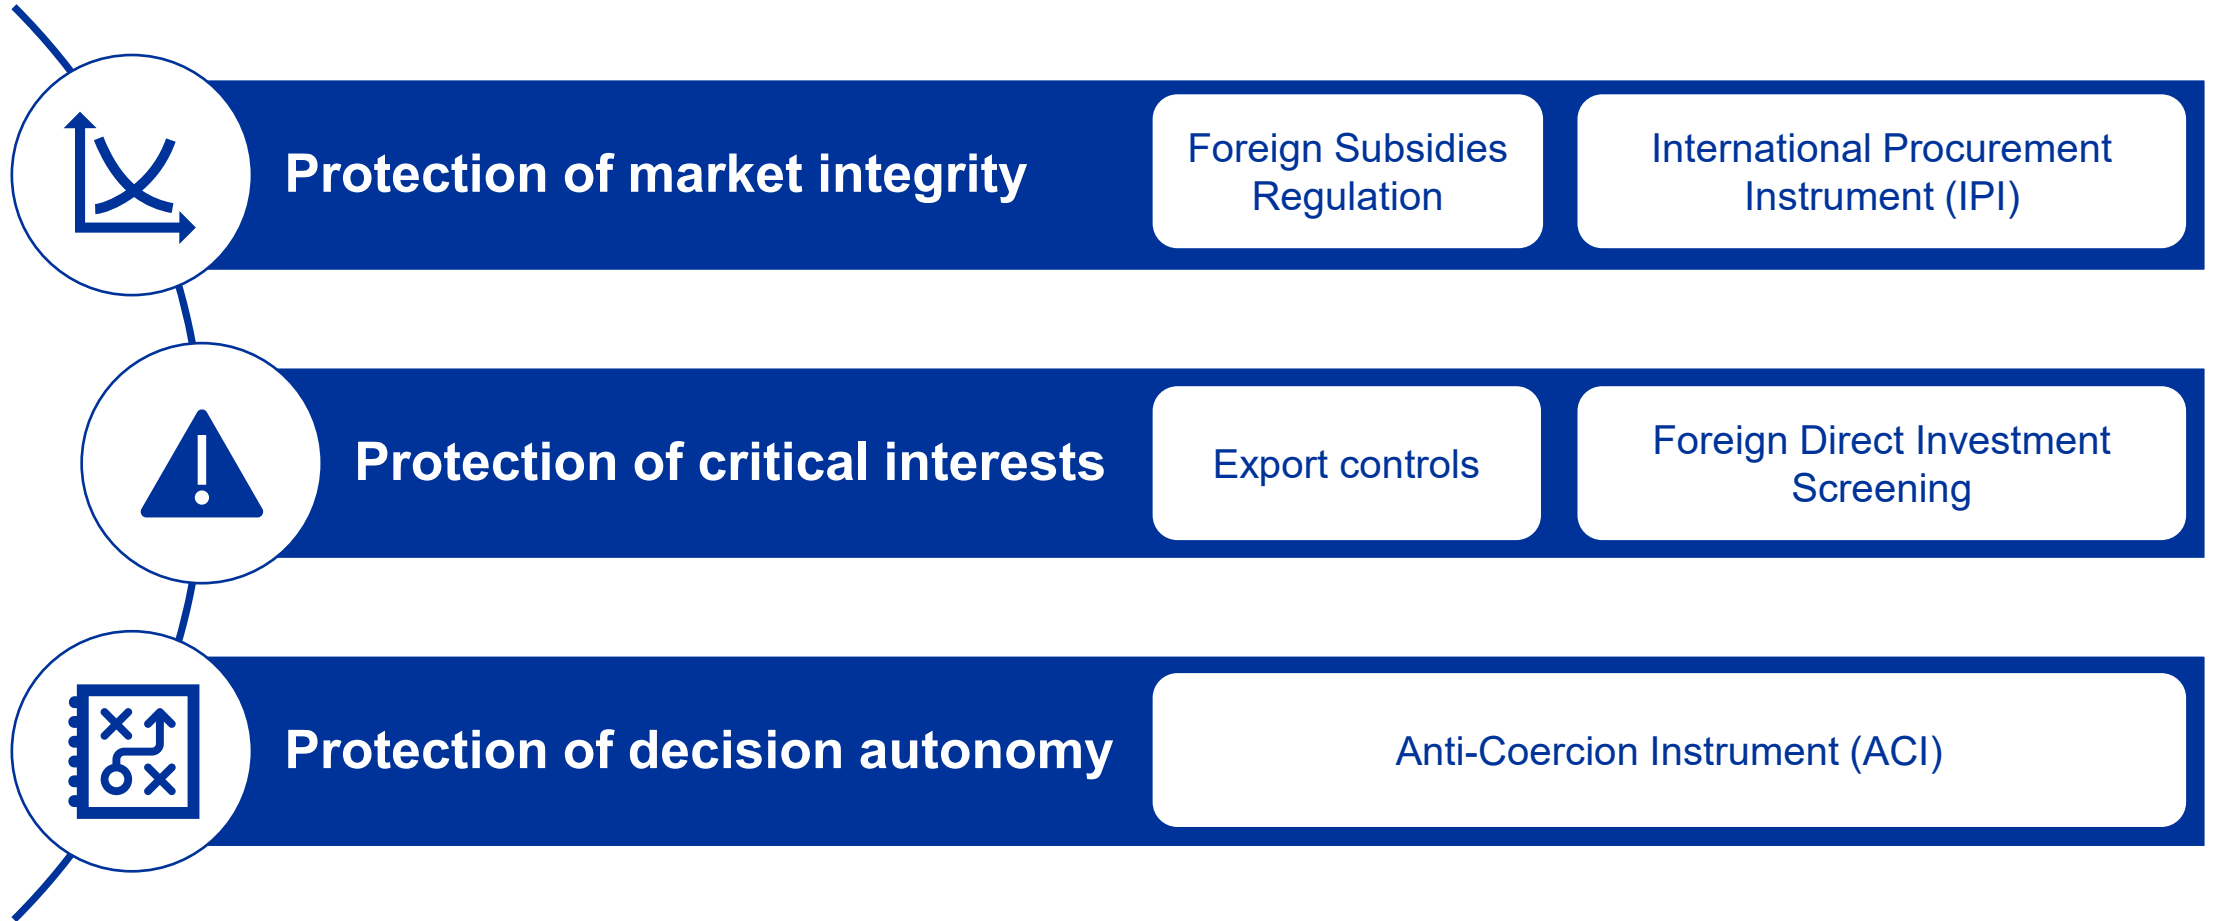 Protection of market integrity
Foreign Subsidies
Regulation
International Procurement
Instrument (IPI)
Protection of critical interests
Export controls
Foreign Direct Investment
Screening
Protection of decision autonomy
Anti-Coercion Instrument (ACI)